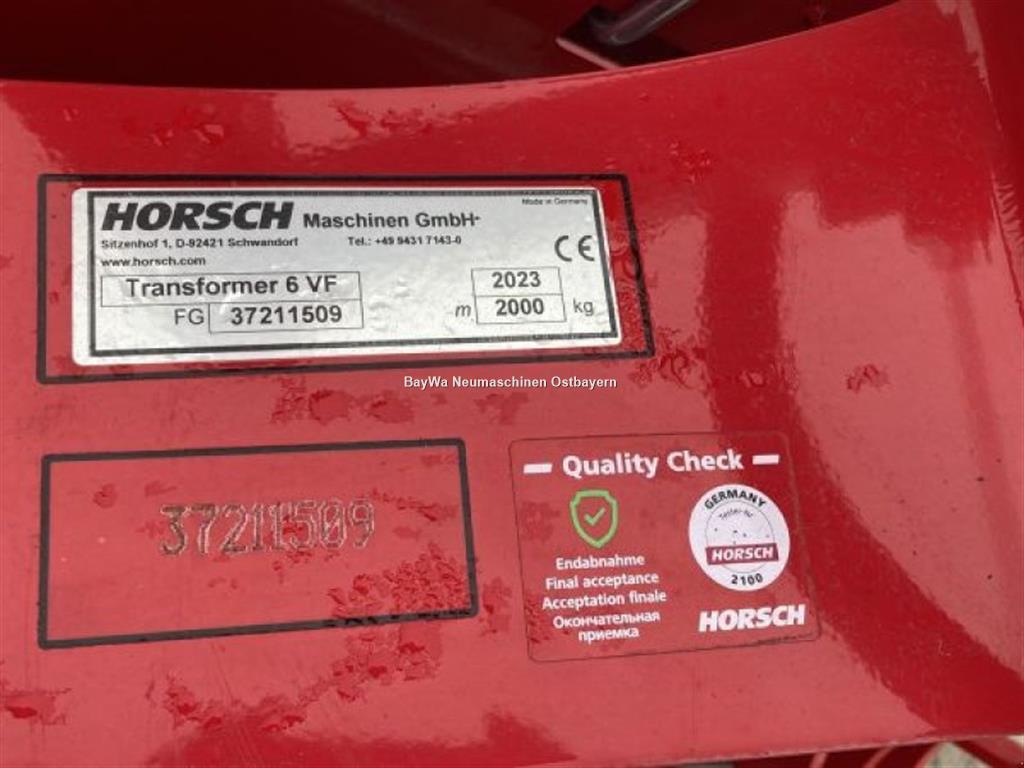 HORSCH Maschinen GmbH
Made in Germany
Sitzenhof 1, D-92421 Schwandorf Tel.: +49 9431 7143-0
www.horsch.com
CE
Transformer 6 VF
2023
FG 37211509
m 2000 kg
BayWa Neumaschinen Ostbayern
37211509
Quality Check
Endabnahme
Final acceptance
Acceptation finale
Окончательная
приемка
GERMANY
HORSCH
2100
HORSCH